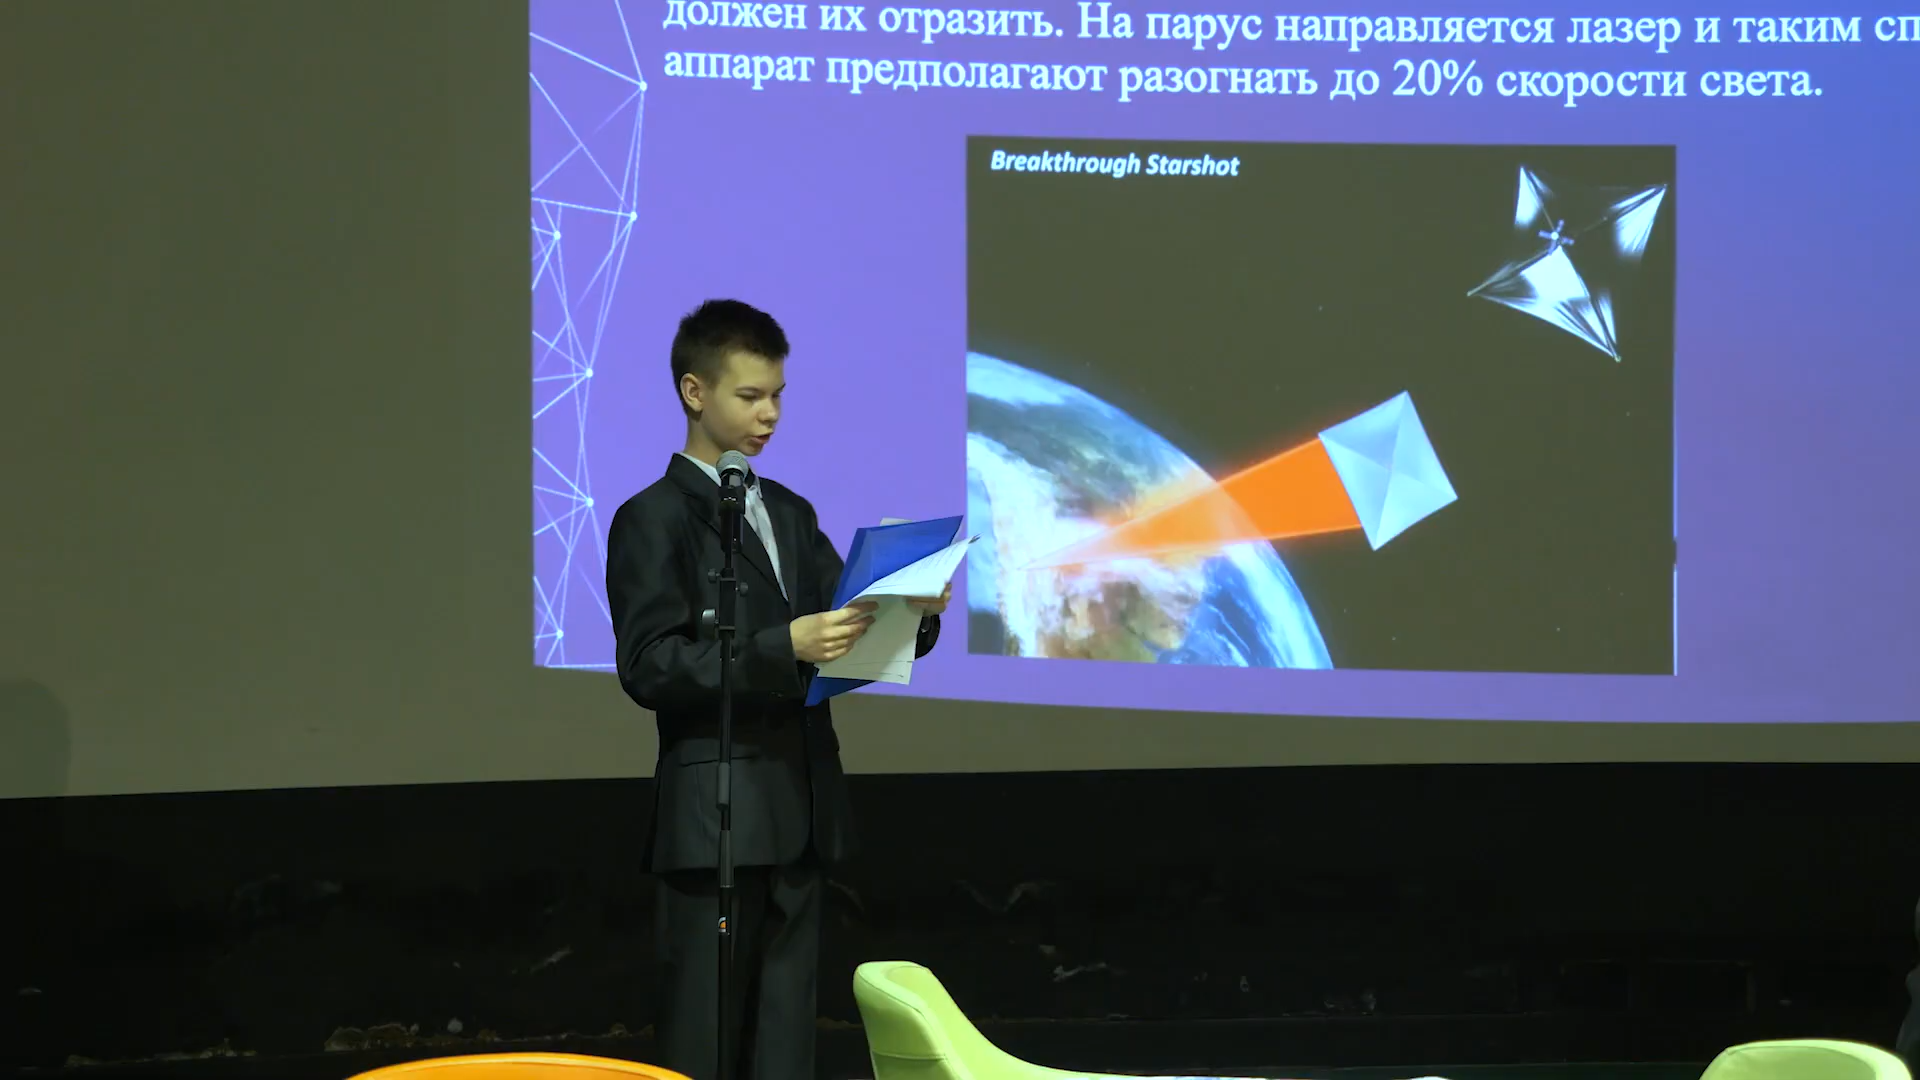 должен их отразить. На парус направляется лазер и таким сп
аппарат предполагают разогнать до 20% скорости света.
Breakthrough Starshot